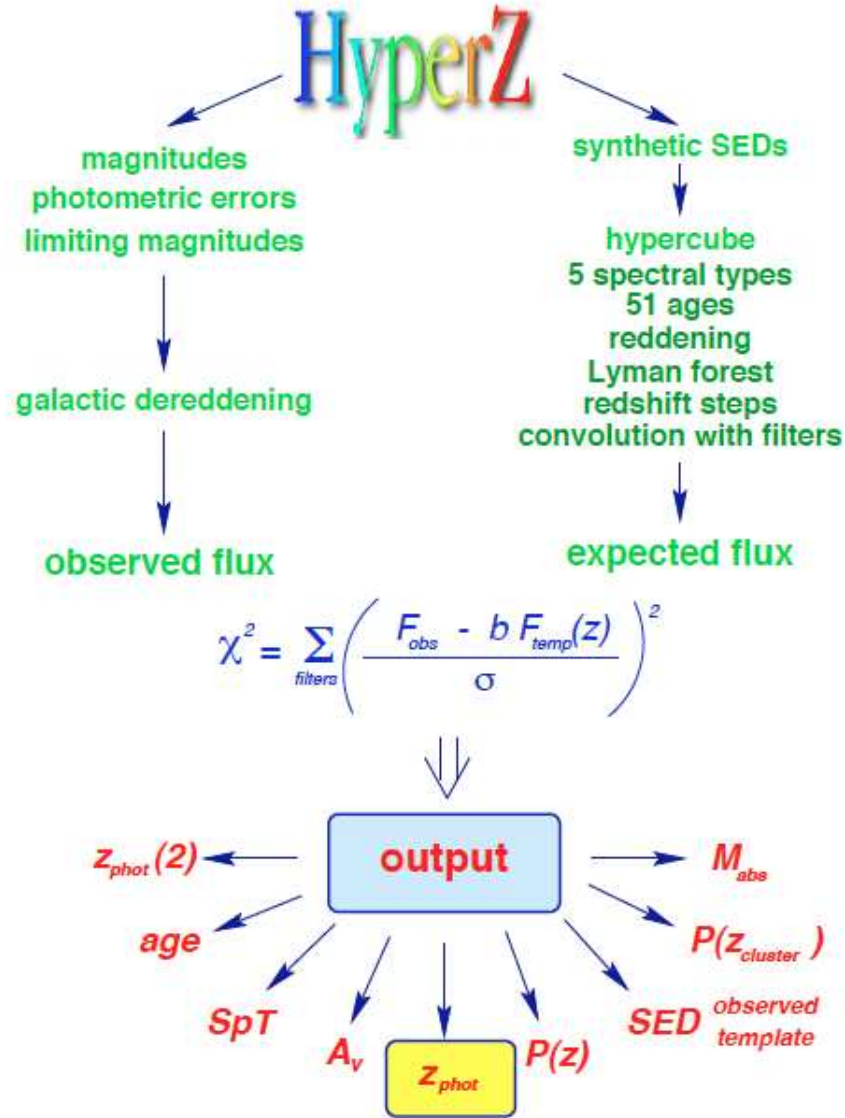 HyperZ
magnitudes
photometric errors
limiting magnitudes
galactic dereddening
observed flux
synthetic SEDs
hypercube
5 spectral types
51 ages
reddening
Lyman forest
redshift steps
convolution with filters
expected flux
χ² = Σ_filters ( (F_obs - b F_temp(z)) / σ )²
output
z_phot (2)
age
SpT
A_v
z_phot
P(z)
SED observed template
P(z_cluster )
M_abs